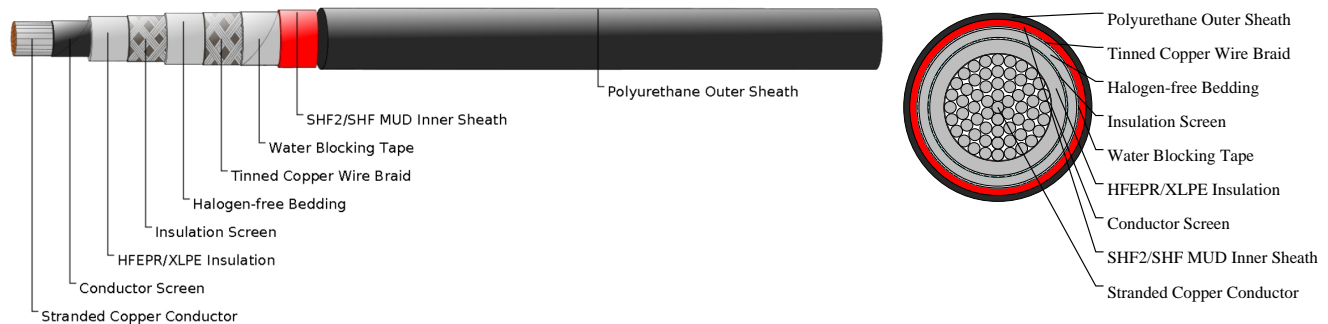 Polyurethane Outer Sheath
SHF2/SHF MUD Inner Sheath
Water Blocking Tape
Tinned Copper Wire Braid
Halogen-free Bedding
Insulation Screen
HFEPR/XLPE Insulation
Conductor Screen
Stranded Copper Conductor
Polyurethane Outer Sheath
Tinned Copper Wire Braid
Halogen-free Bedding
Insulation Screen
Water Blocking Tape
HFEPR/XLPE Insulation
Conductor Screen
SHF2/SHF MUD Inner Sheath
Stranded Copper Conductor